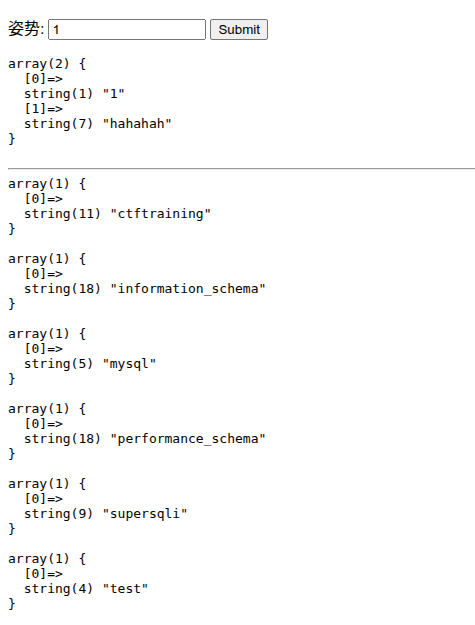 姿势: 1 Submit
array(2) {
  [0]=>
  string(1) "1"
  [1]=>
  string(7) "hahahah"
}
array(1) {
  [0]=>
  string(11) "ctftraining"
}
array(1) {
  [0]=>
  string(18) "information_schema"
}
array(1) {
  [0]=>
  string(5) "mysql"
}
array(1) {
  [0]=>
  string(18) "performance_schema"
}
array(1) {
  [0]=>
  string(9) "supersqli"
}
array(1) {
  [0]=>
  string(4) "test"
}